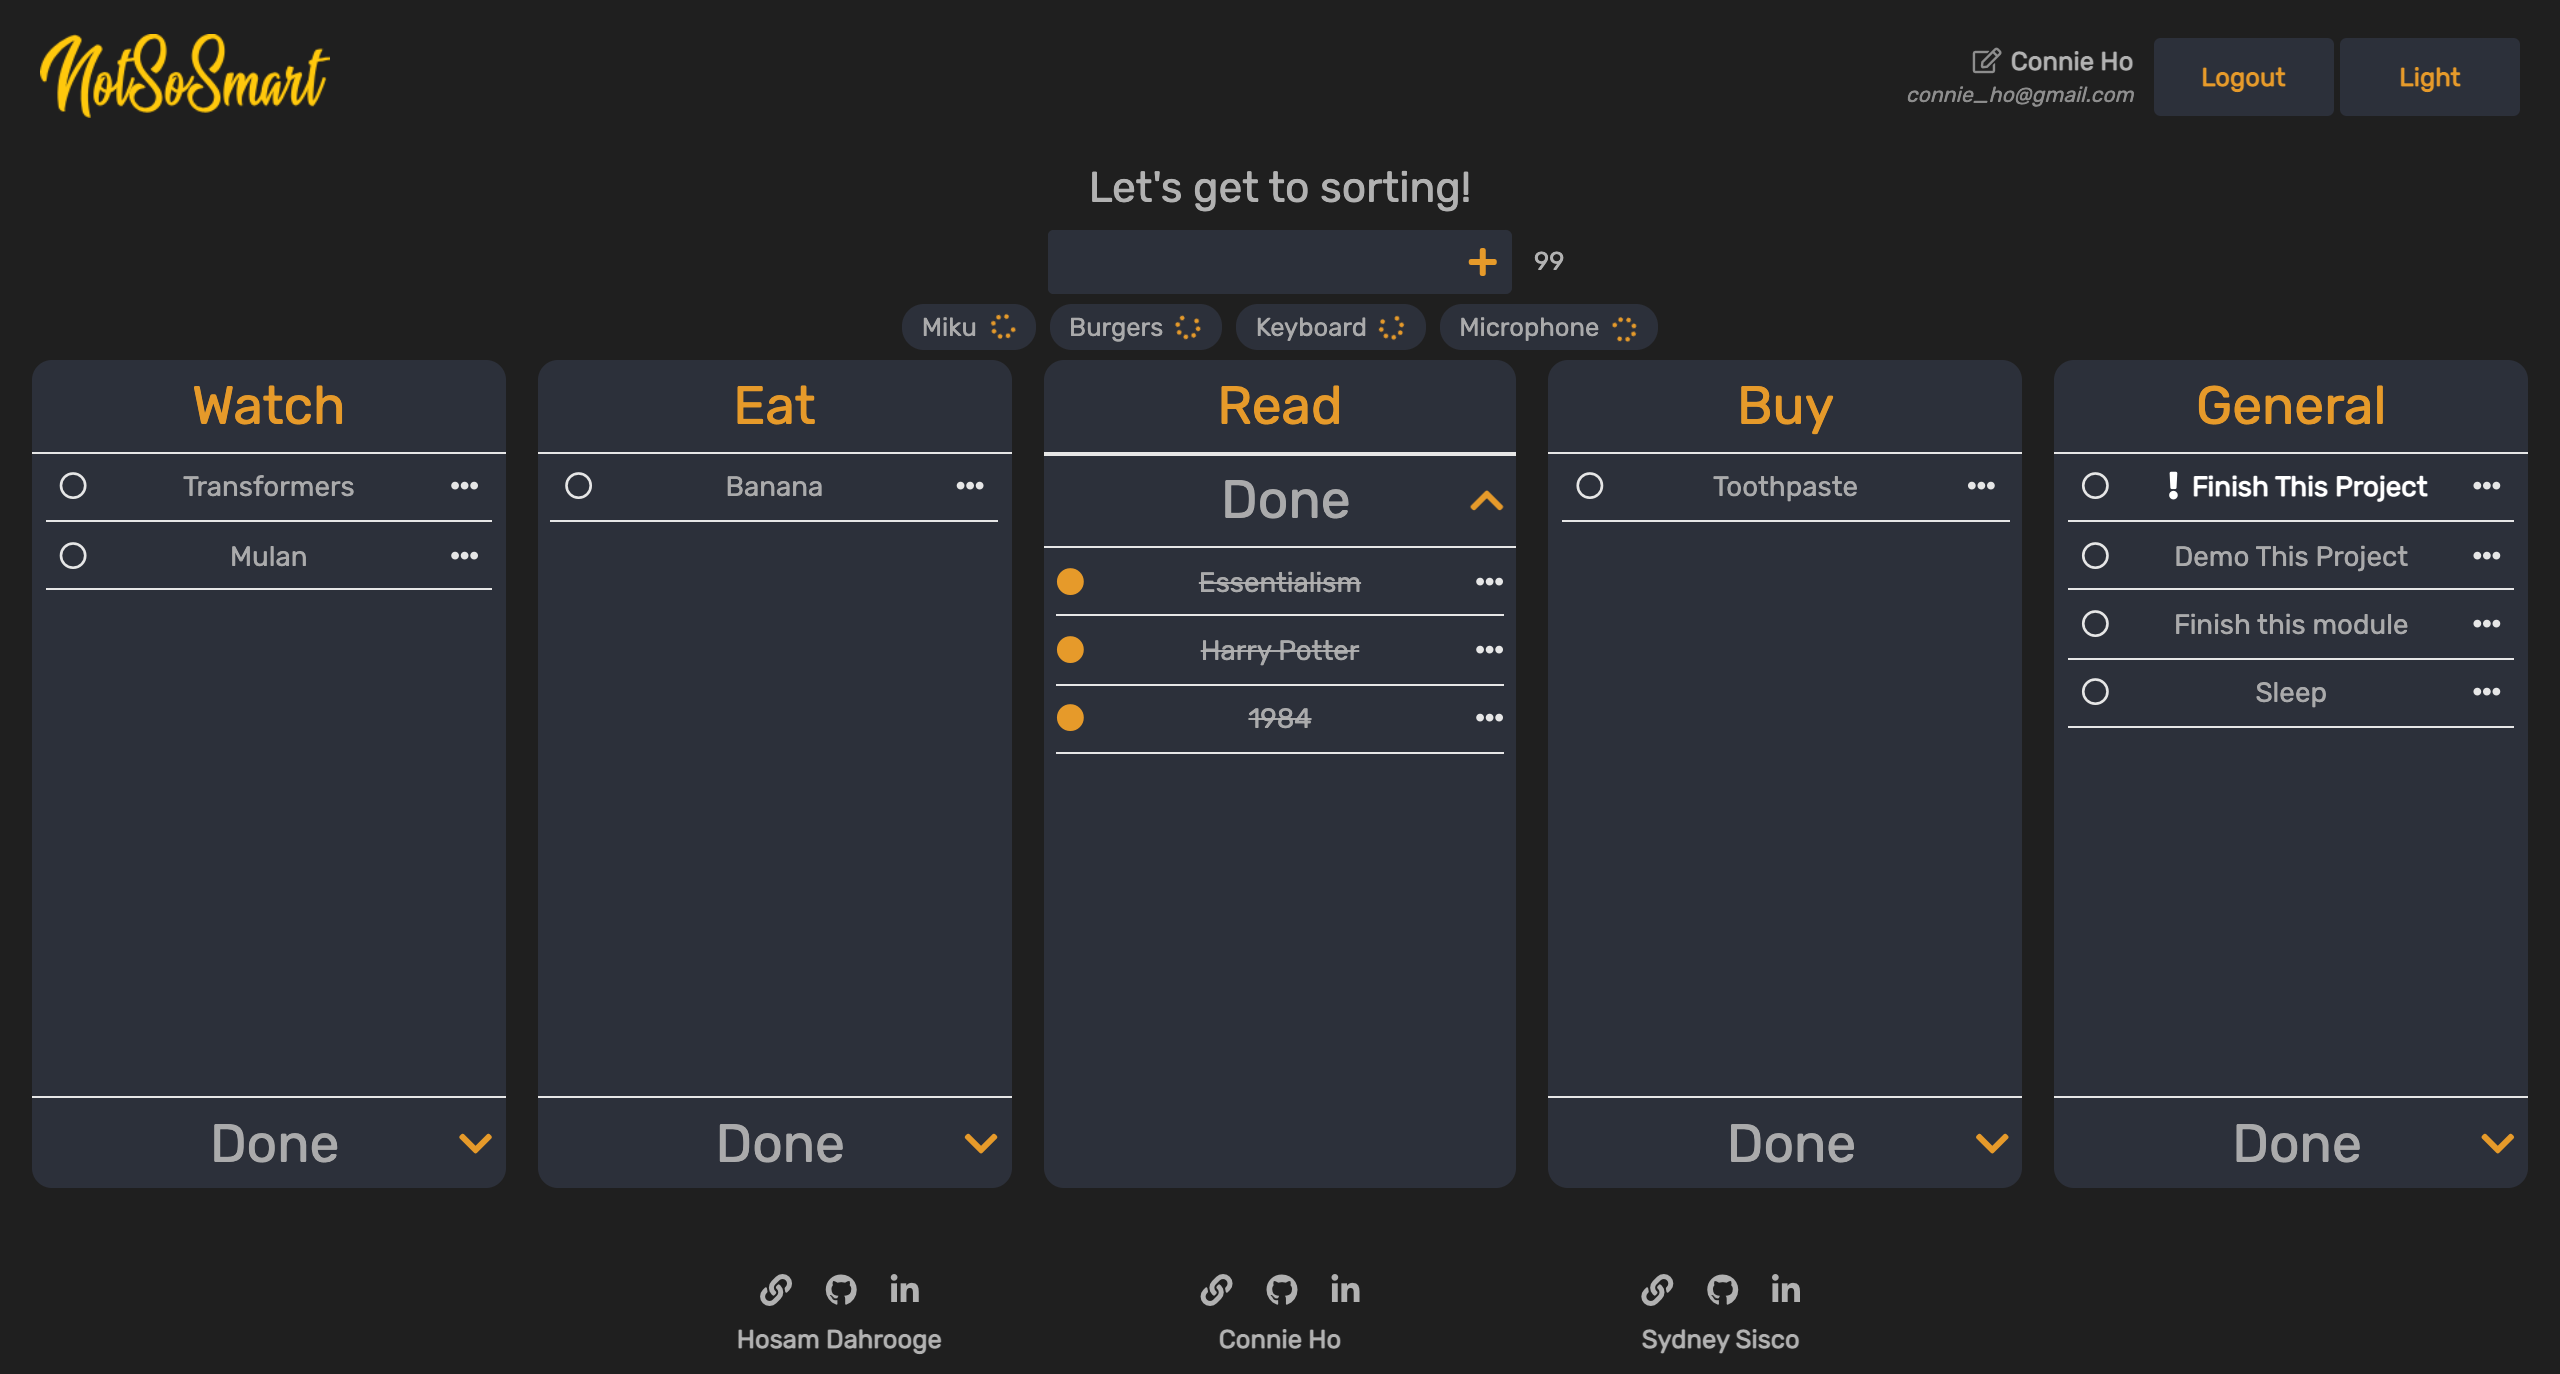 NotSoSmart
Connie Ho
connie_ho@gmail.com
Logout
Light
Let's get to sorting!
99
Miku
Burgers
Keyboard
Microphone
Watch
Transformers
Mulan
Done
Eat
Banana
Done
Read
Done
Essentialism
Harry Potter
1984
Buy
Toothpaste
Done
General
! Finish This Project
Demo This Project
Finish this module
Sleep
Done
in
Hosam Dahrooge
in
Connie Ho
in
Sydney Sisco